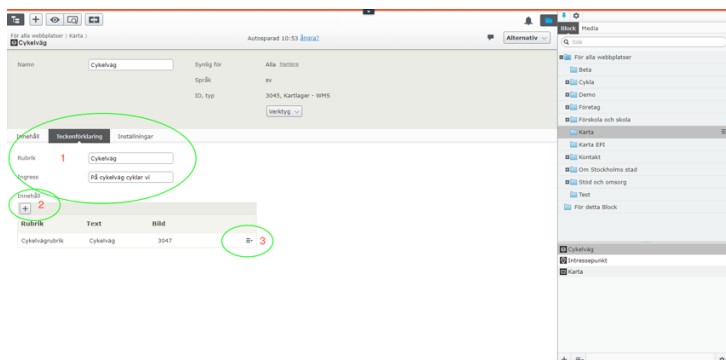 Block Media
För alla webbplatser > Karta >
Cykelväg
Autosparad 10:53 ångra?
Alternativ
Sök
Namn
Cykelväg
Synlig för
Alla Hantera
Språk
sv
ID, typ
3045, Kartlager - WMS
Verktyg
Innehåll Teckenförklaring Inställningar
Rubrik
1
Cykelväg
Ingress
På cykelväg cyklar vi
Innehåll
2
Rubrik Text Bild
Cykelvägrubrik Cykelväg 3047
3
För alla webbplatser
Beta
Cykla
Demo
Företag
Förskola och skola
Karta
Karta EPI
Kontakt
Om Stockholms stad
Stöd och omsorg
Test
För detta Block
Cykelväg
Intressepunkt
Karta